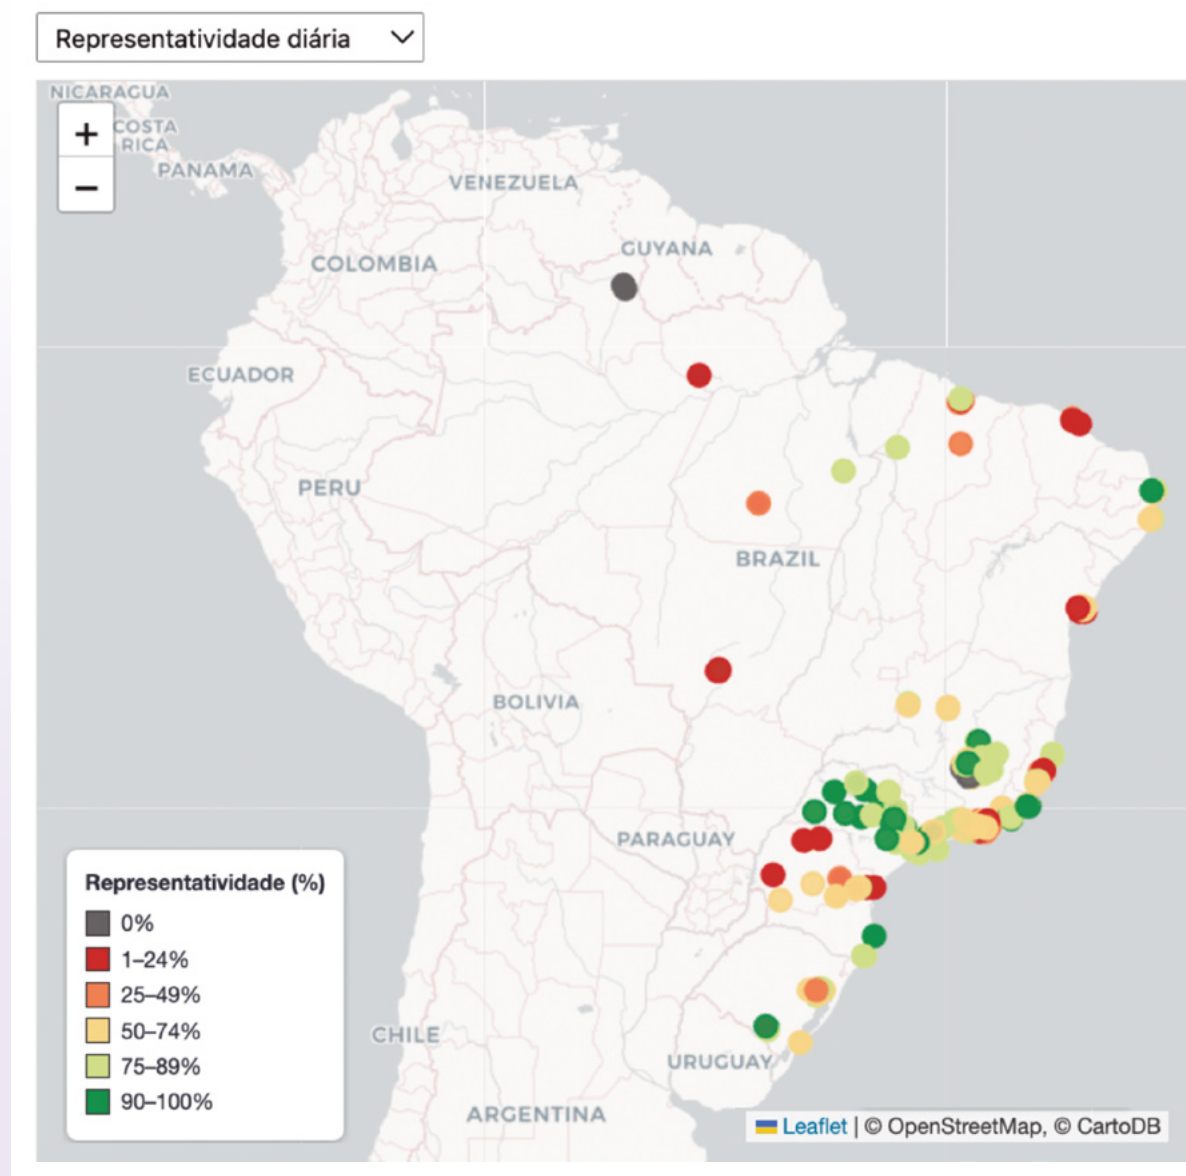 Representatividade diária
NICARAGUA
+
COSTA
RICA
PANAMA
−
VENEZUELA
GUYANA
COLOMBIA
ECUADOR
PERU
BRAZIL
BOLIVIA
PARAGUAY
Representatividade (%)
0%
1–24%
25–49%
50–74%
75–89%
90–100%
CHILE
URUGUAY
ARGENTINA
Leaflet | © OpenStreetMap, © CartoDB